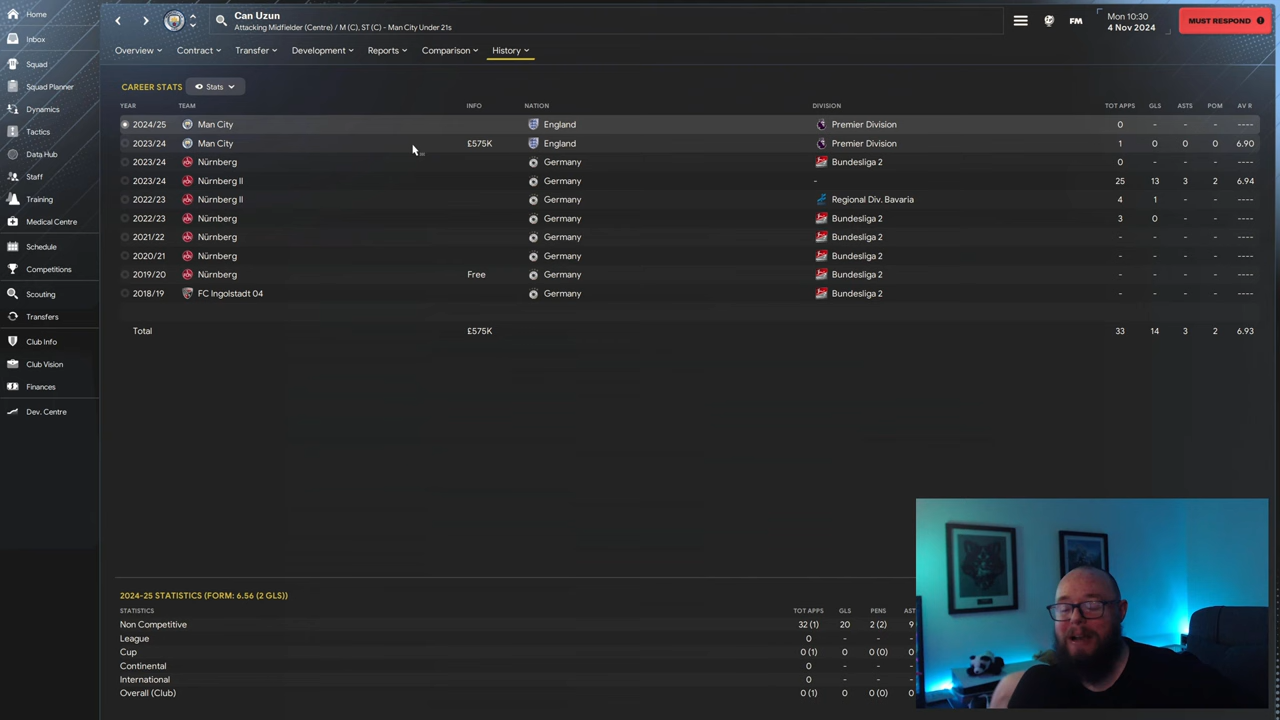 Home
Inbox
Squad
Squad Planner
Dynamics
Tactics
Data Hub
Staff
Training
Medical Centre
Schedule
Competitions
Scouting
Transfers
Club Info
Club Vision
Finances
Dev. Centre
Can Uzun
Attacking Midfielder (Centre) / M (C), ST (C) - Man City Under 21s
FM
Mon 10:30
4 Nov 2024
MUST RESPOND
Overview Contract Transfer Development Reports Comparison History
CAREER STATS Stats
YEAR TEAM INFO NATION DIVISION TOT APPS GLS ASTS POM AV R
2024/25 Man City England Premier Division 0 - - - ----
2023/24 Man City £575K England Premier Division 1 0 0 0 6.90
2023/24 Nürnberg Germany Bundesliga 2 0 - - - ----
2023/24 Nürnberg II Germany - 25 13 3 2 6.94
2022/23 Nürnberg II Germany Regional Div. Bavaria 4 1 - - ----
2022/23 Nürnberg Germany Bundesliga 2 3 0 - - ----
2021/22 Nürnberg Germany Bundesliga 2 - - - - ----
2020/21 Nürnberg Germany Bundesliga 2 - - - - ----
2019/20 Nürnberg Free Germany Bundesliga 2 - - - - ----
2018/19 FC Ingolstadt 04 Germany Bundesliga 2 - - - - ----
Total £575K 33 14 3 2 6.93
2024-25 STATISTICS (FORM: 6.56 (2 GLS))
STATISTICS TOT APPS GLS PENS AST
Non Competitive 32 (1) 20 2 (2) 9
League 0 - - -
Cup 0 (1) 0 0 (0) 0
Continental 0 - - -
International 0 - - -
Overall (Club) 0 (1) 0 0 (0) 0